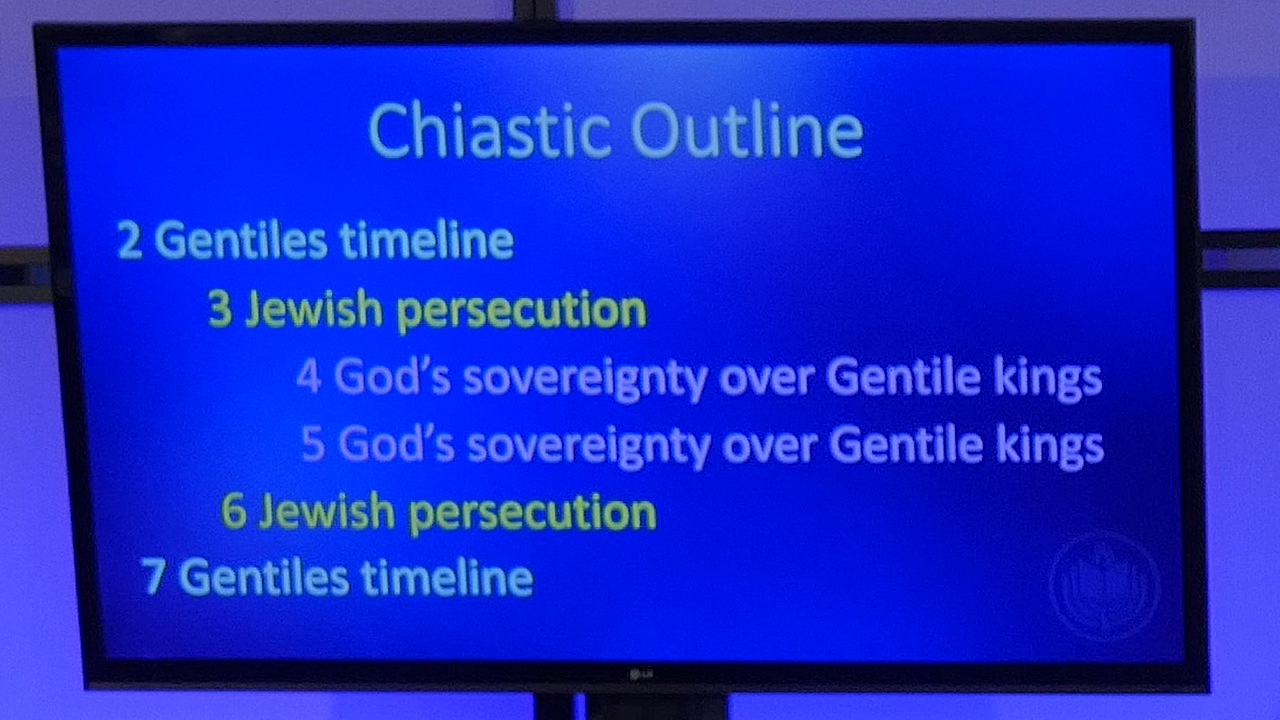 Chiastic Outline
2 Gentiles timeline
3 Jewish persecution
4 God’s sovereignty over Gentile kings
5 God’s sovereignty over Gentile kings
6 Jewish persecution
7 Gentiles timeline
LG